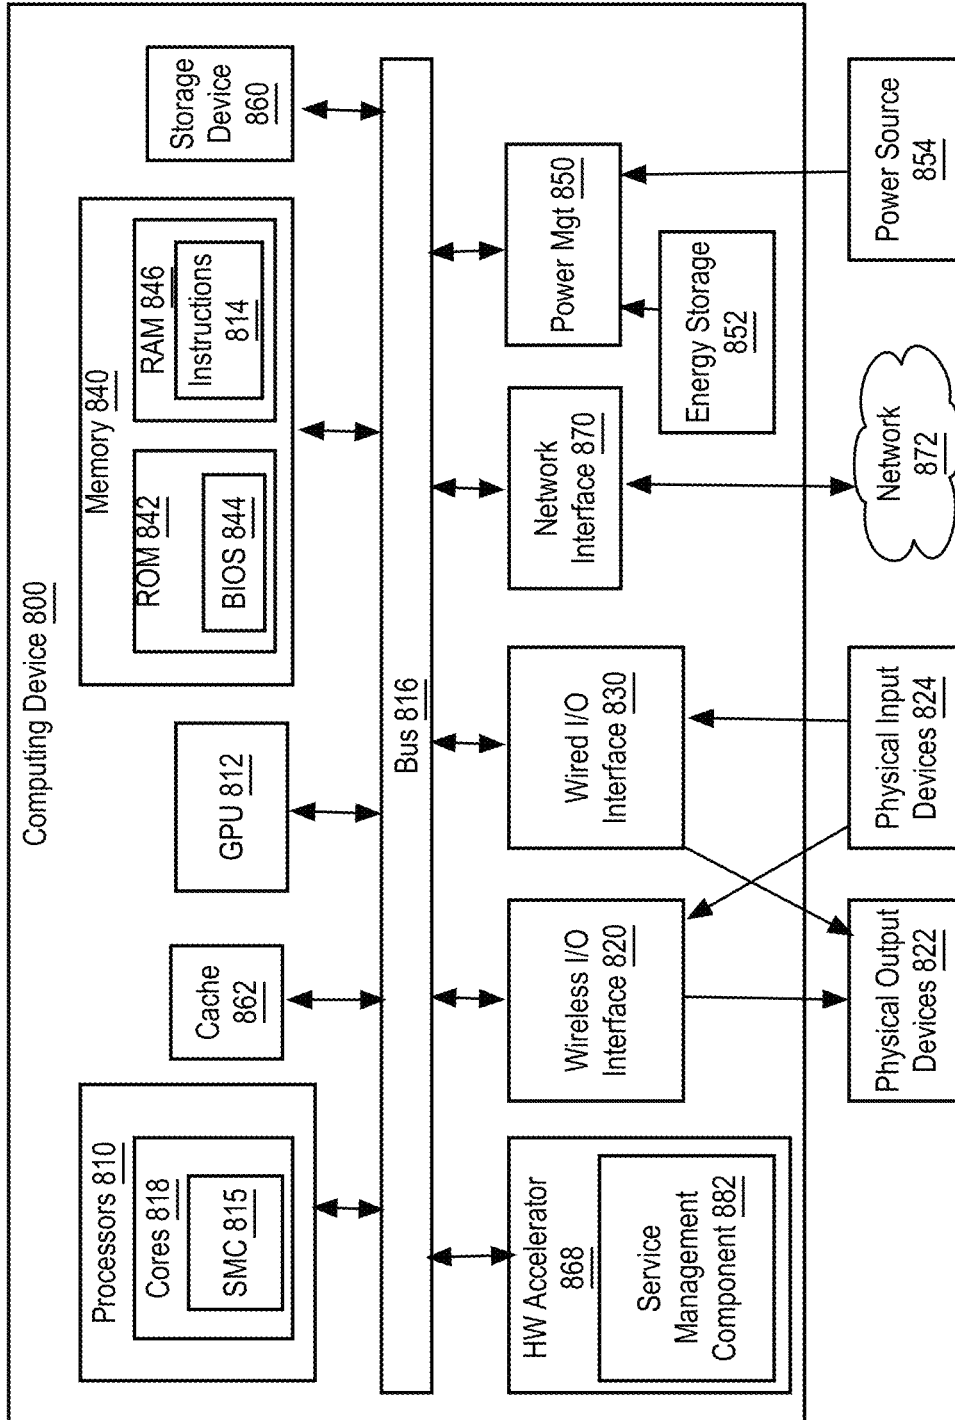 Computing Device 800
Processors 810
Cores 818
SMC 815
Cache
862
GPU 812
Memory 840
ROM 842
BIOS 844
RAM 846
Instructions
814
Storage
Device
860
Bus 816
HW Accelerator
868
Service
Management
Component 882
Wireless I/O
Interface 820
Wired I/O
Interface 830
Network
Interface 870
Power Mgt 850
Energy Storage
852
Physical Output
Devices 822
Physical Input
Devices 824
Network
872
Power Source
854